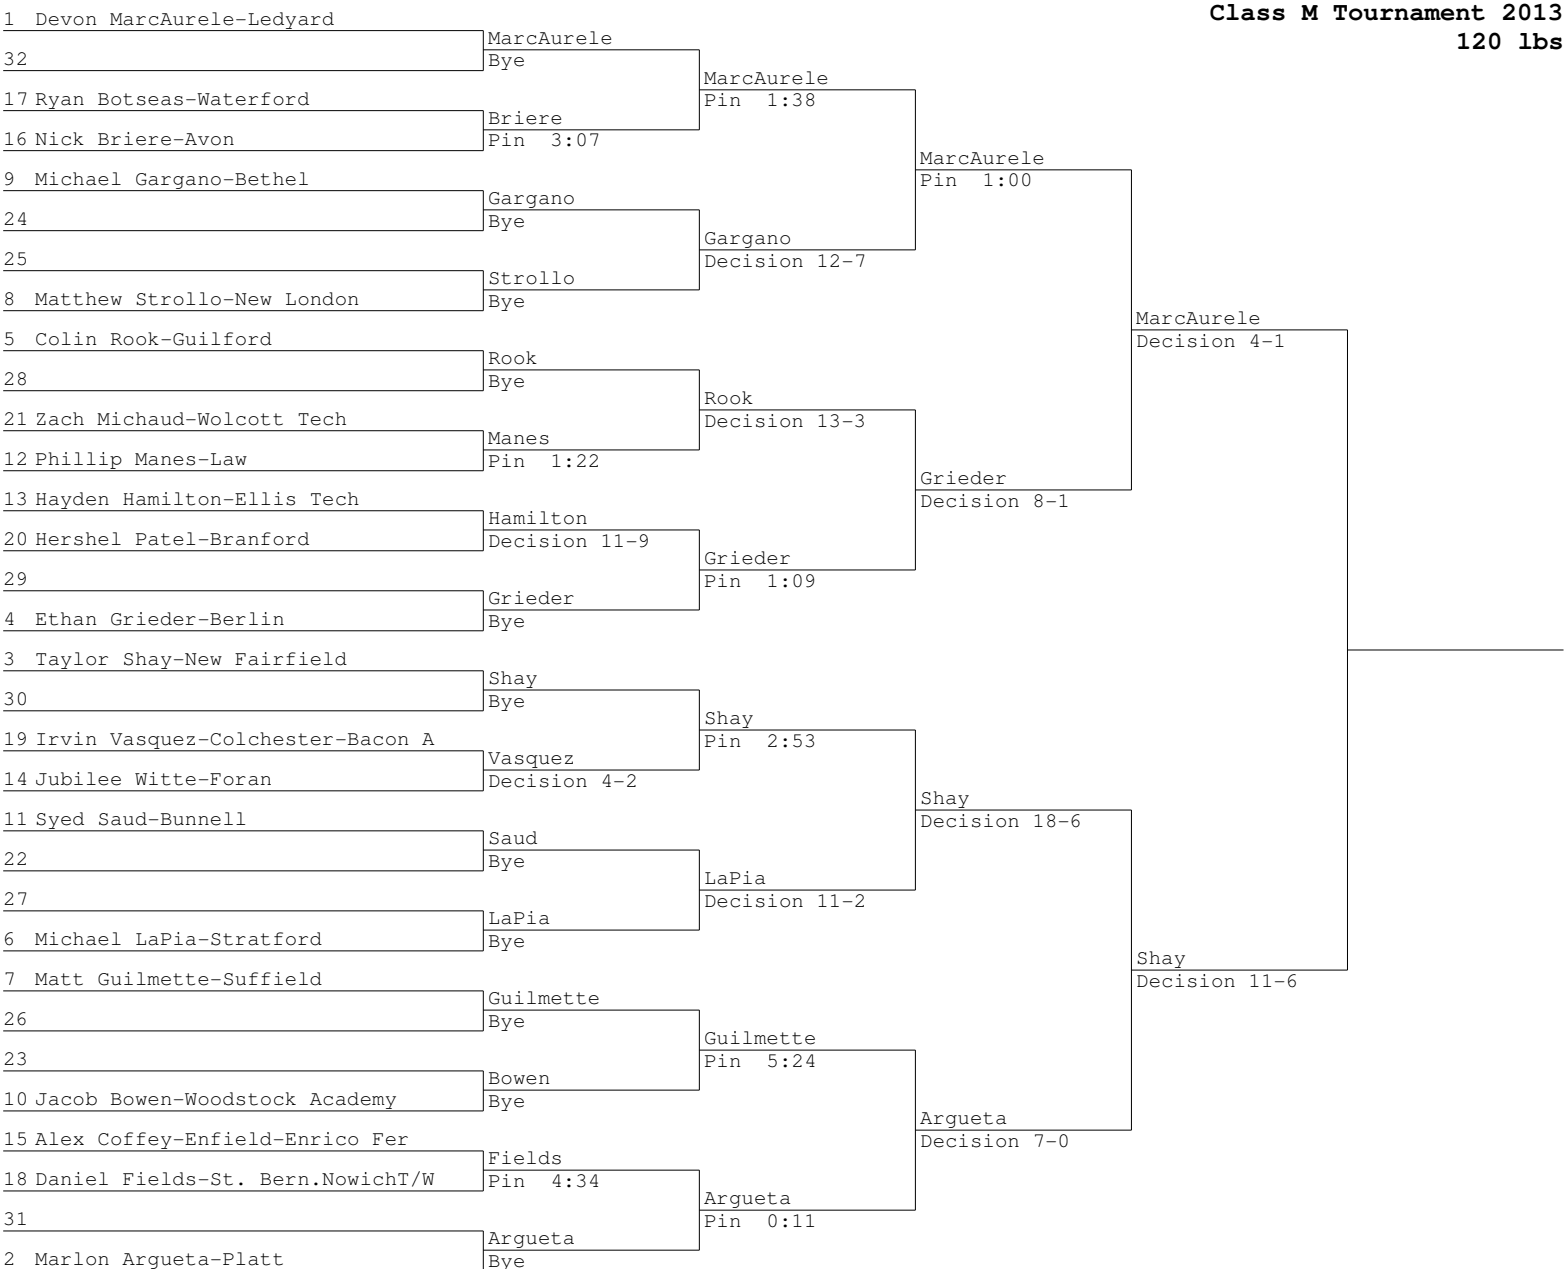 Class M Tournament 2013
120 lbs
1 Devon MarcAurele-Ledyard
32
17 Ryan Botseas-Waterford
16 Nick Briere-Avon
9 Michael Gargano-Bethel
24
25
8 Matthew Strollo-New London
5 Colin Rook-Guilford
28
21 Zach Michaud-Wolcott Tech
12 Phillip Manes-Law
13 Hayden Hamilton-Ellis Tech
20 Hershel Patel-Branford
29
4 Ethan Grieder-Berlin
3 Taylor Shay-New Fairfield
30
19 Irvin Vasquez-Colchester-Bacon A
14 Jubilee Witte-Foran
11 Syed Saud-Bunnell
22
27
6 Michael LaPia-Stratford
7 Matt Guilmette-Suffield
26
23
10 Jacob Bowen-Woodstock Academy
15 Alex Coffey-Enfield-Enrico Fer
18 Daniel Fields-St. Bern.NowichT/W
31
2 Marlon Argueta-Platt
MarcAurele
Bye
Briere
Pin 3:07
Gargano
Bye
Strollo
Bye
Rook
Bye
Manes
Pin 1:22
Hamilton
Decision 11-9
Grieder
Bye
Shay
Bye
Vasquez
Decision 4-2
Saud
Bye
LaPia
Bye
Guilmette
Bye
Bowen
Bye
Fields
Pin 4:34
Argueta
Bye
MarcAurele
Pin 1:38
Gargano
Decision 12-7
Rook
Decision 13-3
Grieder
Pin 1:09
Shay
Pin 2:53
LaPia
Decision 11-2
Guilmette
Pin 5:24
Argueta
Pin 0:11
MarcAurele
Pin 1:00
Grieder
Decision 8-1
Shay
Decision 18-6
Argueta
Decision 7-0
MarcAurele
Decision 4-1
Shay
Decision 11-6